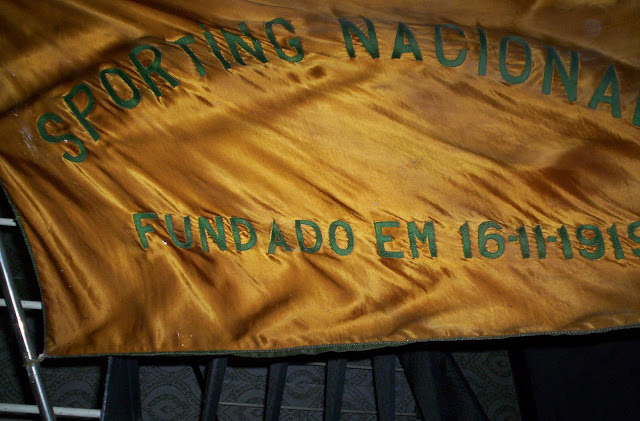 SPORTING NACIONAL
FUNDADO EM 16-11-1919